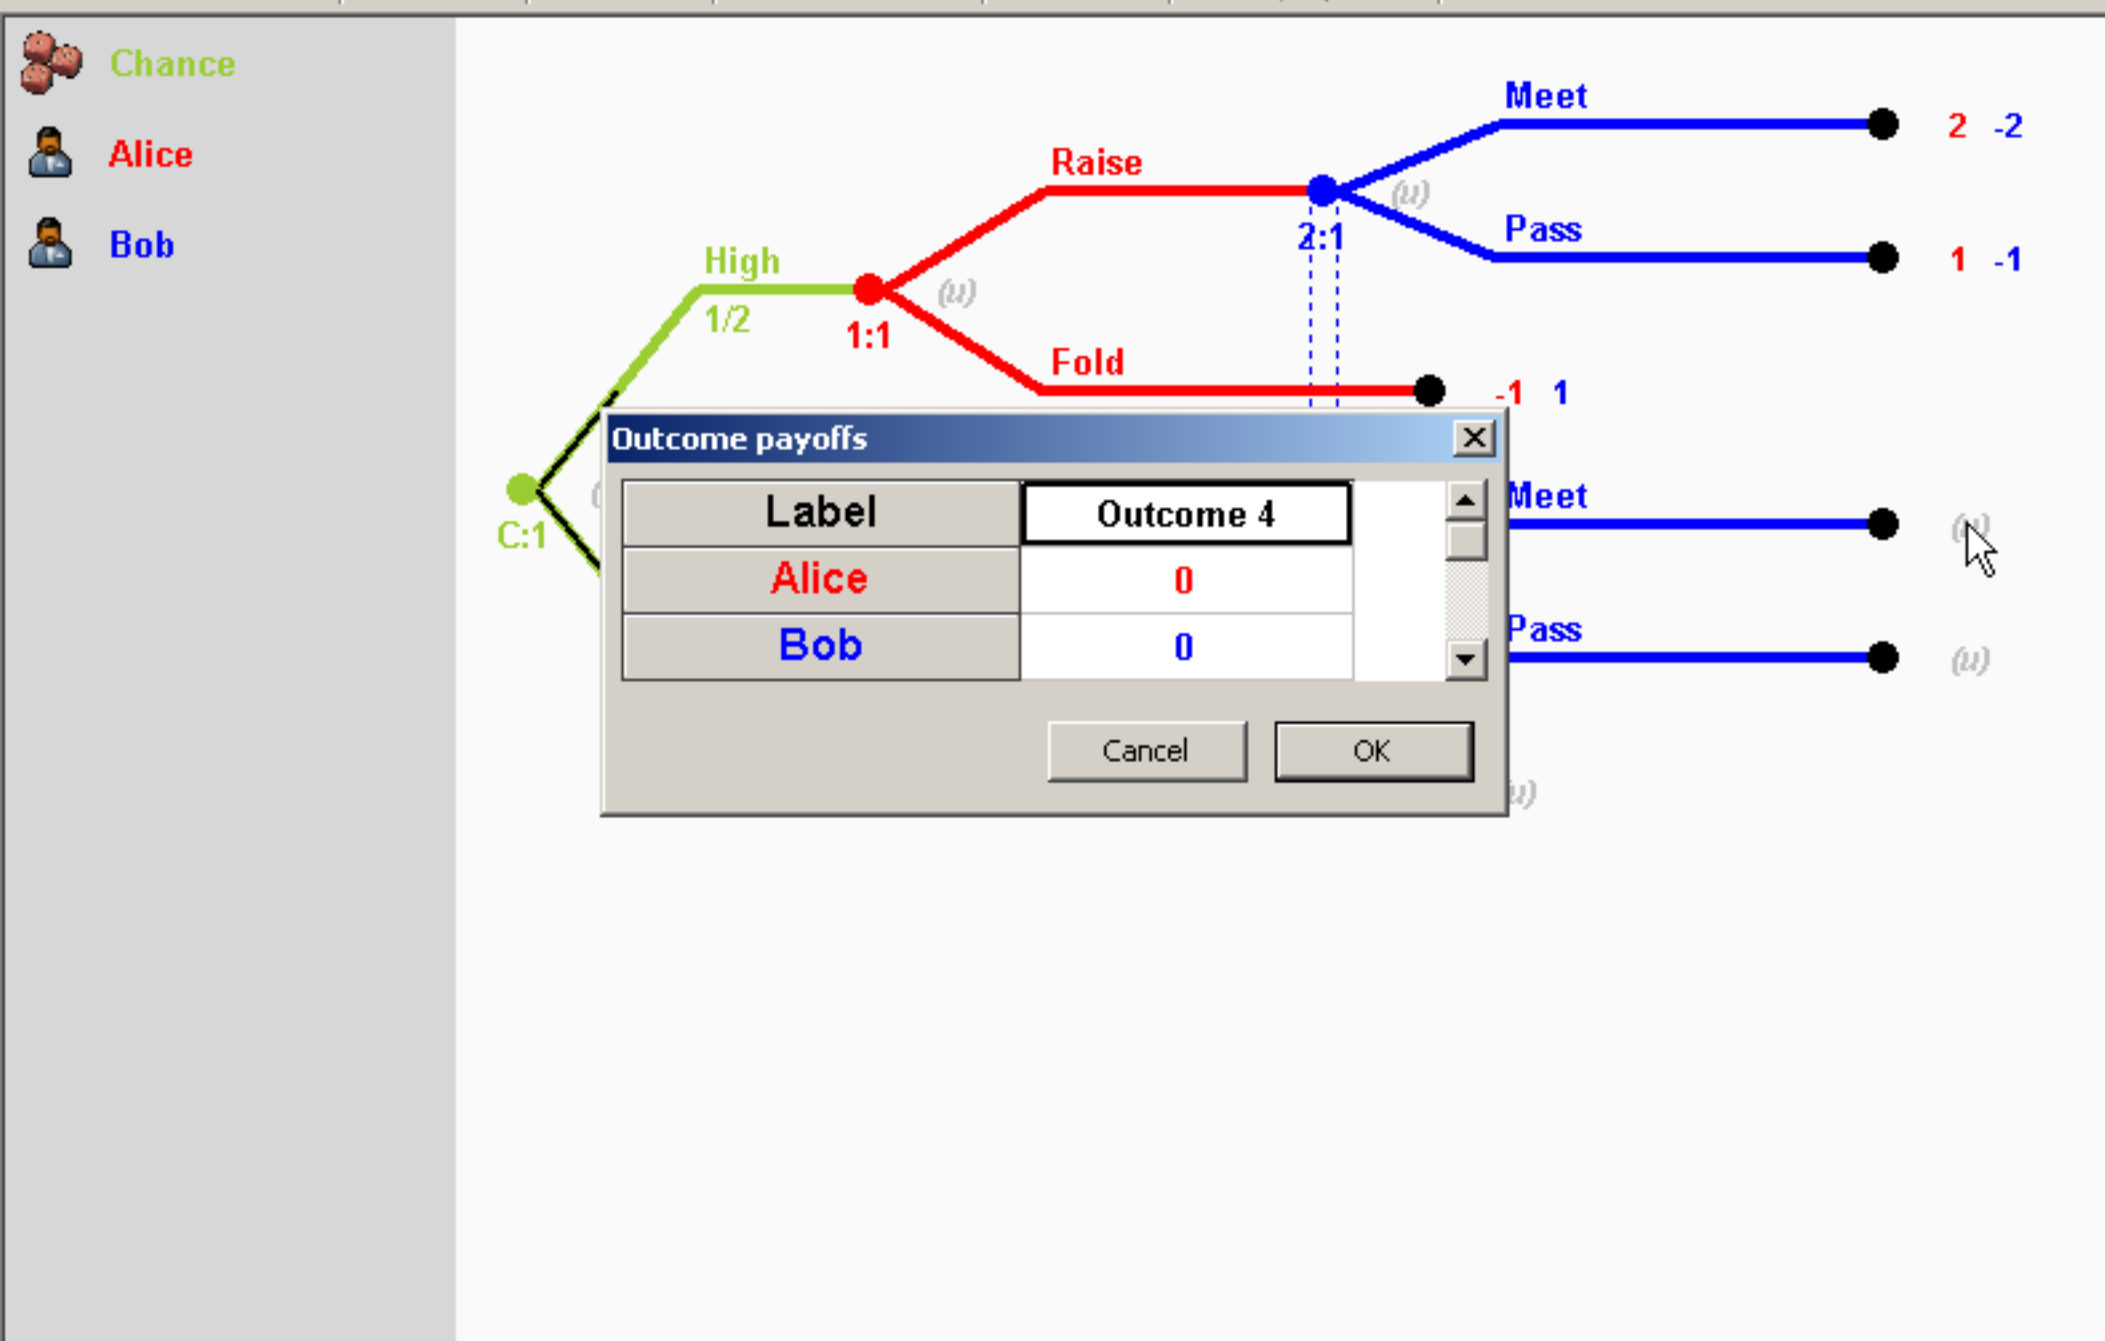 Chance
Alice
Bob
Meet
2 -2
Raise
(u)
2:1
Pass
1 -1
High
1/2
(u)
1:1
Fold
-1 1
C:1
Outcome payoffs
Label Outcome 4
Alice 0
Bob 0
Cancel OK
Meet
Pass
(u)